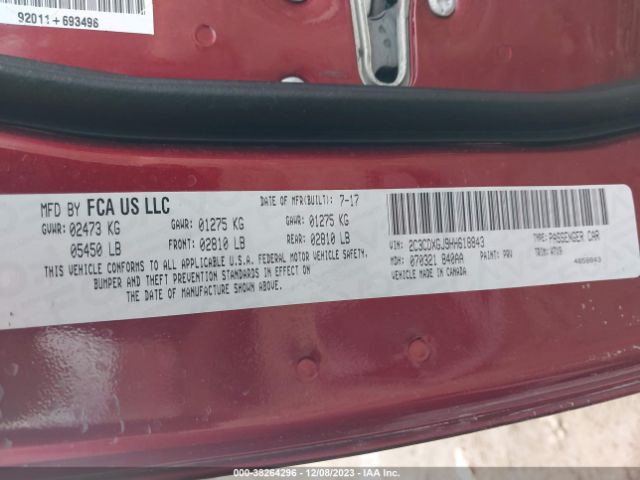 92011+693496
MFD BY FCA US LLC
DATE OF MFR(BUILT): 7-17
GVWR: 02473 KG GAWR: 01275 KG GAWR: 01275 KG
05450 LB FRONT: 02810 LB REAR: 02810 LB
THIS VEHICLE CONFORMS TO ALL APPLICABLE U.S.A. FEDERAL MOTOR VEHICLE SAFETY,
BUMPER AND THEFT PREVENTION STANDARDS IN EFFECT ON
THE DATE OF MANUFACTURE SHOWN ABOVE.
VIN: 2C3CDXGJ9HH618843 TYPE: PASSENGER CAR
MDH: 070321 840AA PAINT: PRV TRIM:
MADE IN CANADA 4858843
000-38264296 - 12/08/2023 - IAA Inc.